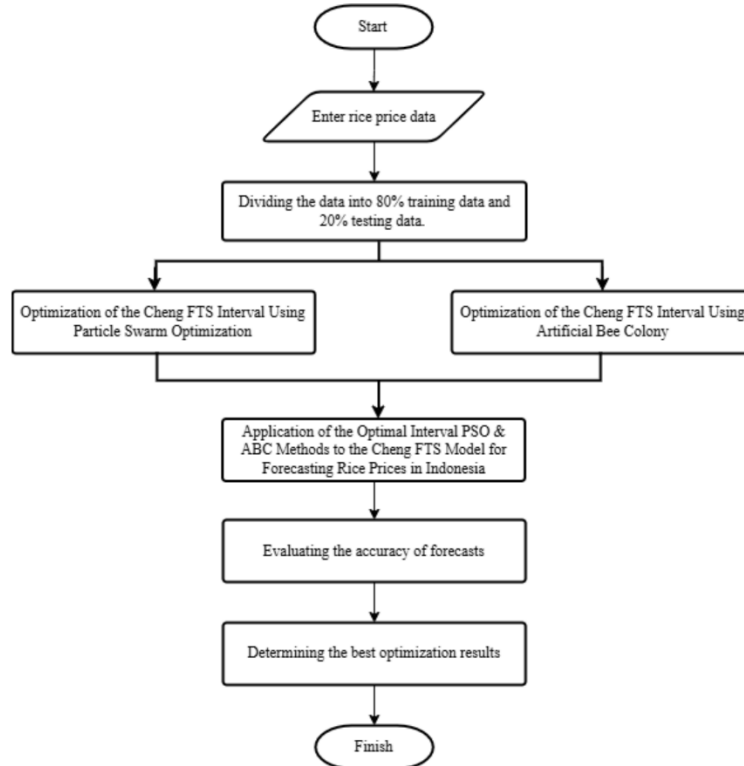 Start
Enter rice price data
Dividing the data into 80% training data and
20% testing data.
Optimization of the Cheng FTS Interval Using
Particle Swarm Optimization
Optimization of the Cheng FTS Interval Using
Artificial Bee Colony
Application of the Optimal Interval PSO &
ABC Methods to the Cheng FTS Model for
Forecasting Rice Prices in Indonesia
Evaluating the accuracy of forecasts
Determining the best optimization results
Finish